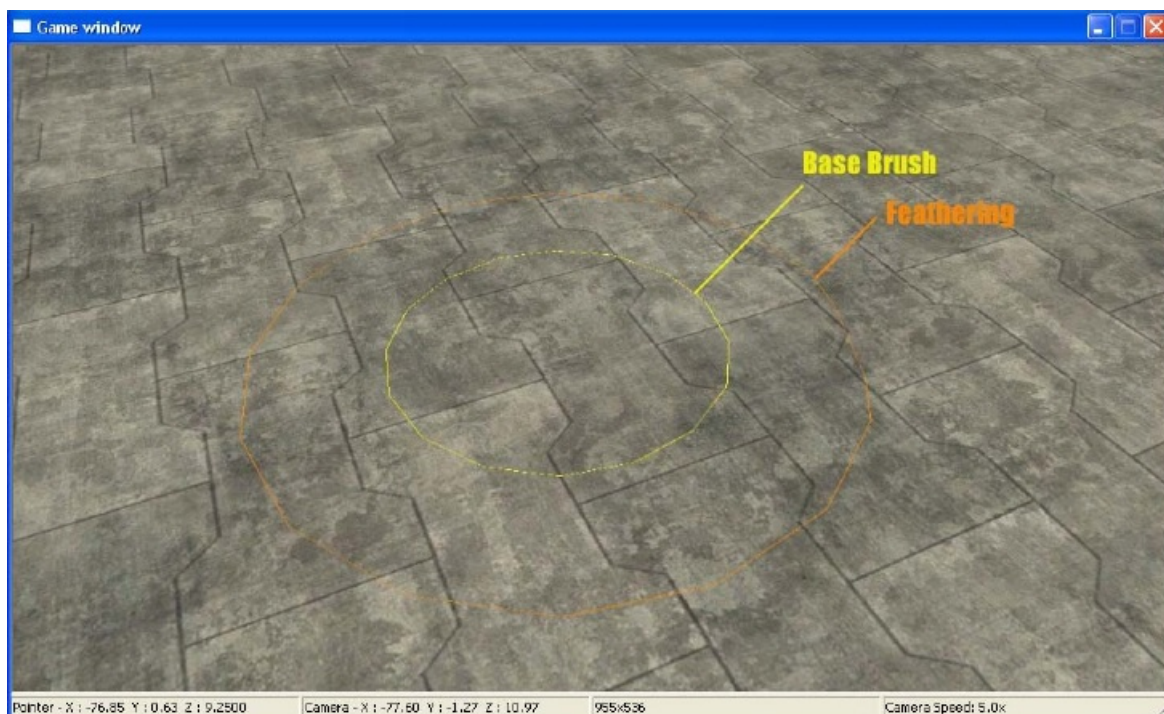 Game window
Base Brush
Feathering
Pointer - X : -76.85 Y : 0.63 Z : 9.2500
Camera - X : -77.60 Y : -1.27 Z : 10.97
955x536
Camera Speed: 5.0x